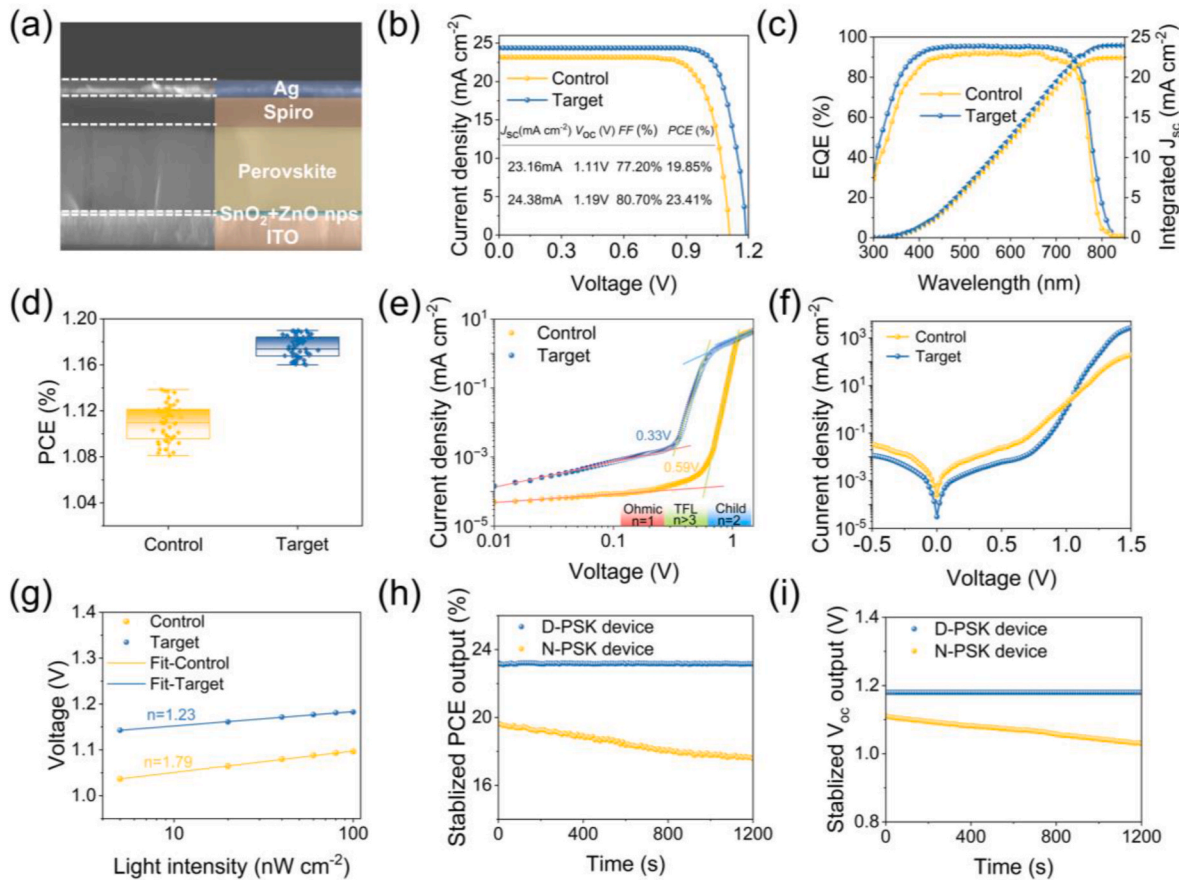 (a)
Ag
Spiro
Perovskite
SnO2+ZnO nps
ITO
(b)
Current density (mA cm-2)
25
20
15
10
5
0
Control
Target
JSC(mA cm-2) VOC (V) FF (%) PCE (%)
23.16mA 1.11V 77.20% 19.85%
24.38mA 1.19V 80.70% 23.41%
0.0 0.3 0.6 0.9 1.2
Voltage (V)
(c)
EQE (%)
100
80
60
40
20
0
Control
Target
25
20
15
10
5
0
Integrated Jsc (mA cm-2)
300 400 500 600 700 800
Wavelength (nm)
(d)
PCE (%)
1.20
1.16
1.12
1.08
1.04
Control Target
(e)
Current density (mA cm-2)
10-1
10-3
10-5
Control
Target
0.33V
0.59V
Ohmic n=1
TFL n>3
Child n=2
0.01 0.1 1
Voltage (V)
(f)
Cunrent density (mA cm-2)
103
101
10-1
10-3
10-5
Control
Target
-0.5 0.0 0.5 1.0 1.5
Voltage (V)
(g)
Voltage (V)
1.4
1.3
1.2
1.1
1.0
Control
Target
Fit-Control
Fit-Target
n=1.23
n=1.79
10 100
Light intensity (nW cm-2)
(h)
Stablized PCE output (%)
24
20
16
D-PSK device
N-PSK device
0 400 800 1200
Time (s)
(i)
Stablized Voc output (V)
1.4
1.2
1.0
0.8
D-PSK device
N-PSK device
0 400 800 1200
Time (s)